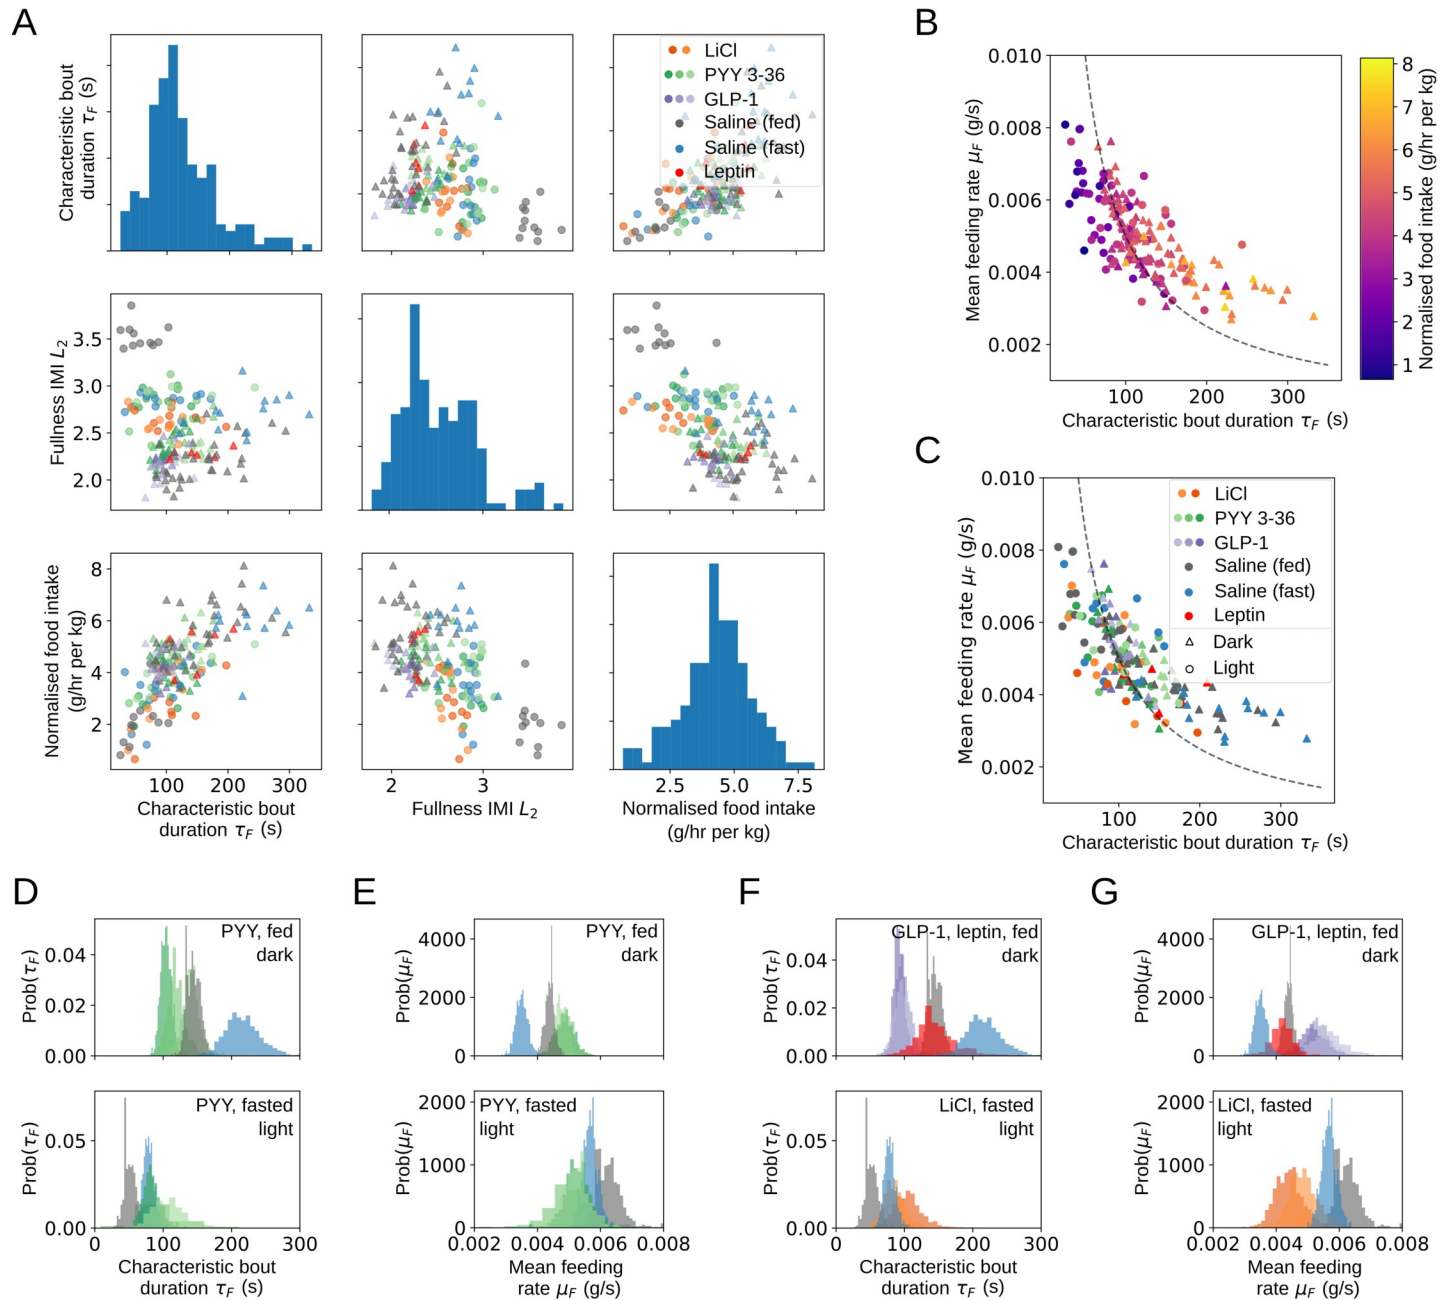 A
Characteristic bout
duration τF (s)
LiCl
PYY 3-36
GLP-1
Saline (fed)
Saline (fast)
Leptin
Fullness IMI L2
3.5
3.0
2.5
2.0
Normalised food intake
(g/hr per kg)
8
6
4
2
100 200 300
Characteristic bout
duration τF (s)
2 3
Fullness IMI L2
2.5 5.0 7.5
Normalised food intake
(g/hr per kg)
B
Mean feeding rate μF (g/s)
0.010
0.008
0.006
0.004
0.002
100 200 300
Characteristic bout duration τF (s)
8
7
6
5
4
3
2
1
Normalised food intake (g/hr per kg)
C
Mean feeding rate μF (g/s)
0.010
0.008
0.006
0.004
0.002
LiCl
PYY 3-36
GLP-1
Saline (fed)
Saline (fast)
Leptin
Dark
Light
100 200 300
Characteristic bout duration τF (s)
D
Prob(τF)
0.04
0.02
0.00
PYY, fed
dark
Prob(τF)
0.05
0.00
PYY, fasted
light
0 100 200 300
Characteristic bout
duration τF (s)
E
Prob(μF)
4000
2000
0
PYY, fed
dark
Prob(μF)
2000
1000
0
PYY, fasted
light
0.002 0.004 0.006 0.008
Mean feeding
rate μF (g/s)
F
Prob(τF)
0.04
0.02
0.00
GLP-1, leptin, fed
dark
Prob(τF)
0.05
0.00
LiCl, fasted
light
0 100 200 300
Characteristic bout
duration τF (s)
G
Prob(μF)
4000
2000
0
GLP-1, leptin, fed
dark
Prob(μF)
2000
1000
0
LiCl, fasted
light
0.002 0.004 0.006 0.008
Mean feeding
rate μF (g/s)